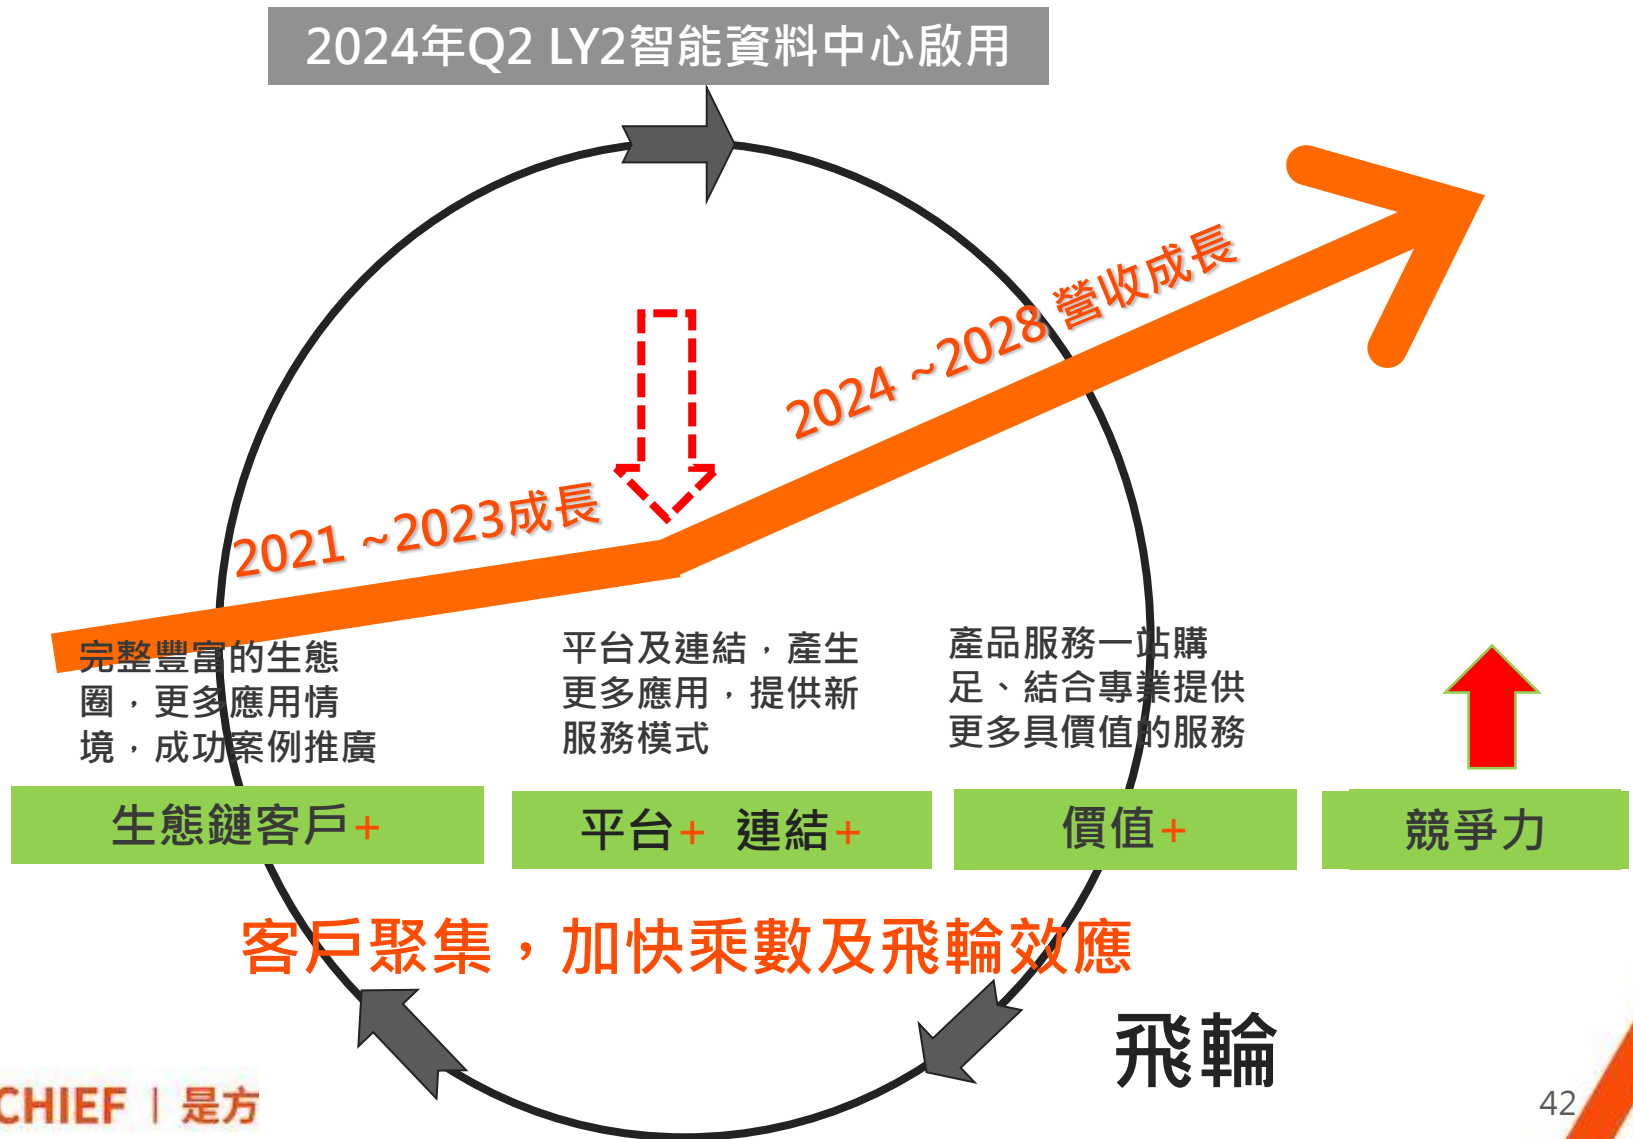 2024年Q2 LY2智能資料中心啟用
2024 ~2028 營收成長
2021 ~2023成長
完整豐富的生態
圈，更多應用情
境，成功案例推廣
平台及連結，產生
更多應用，提供新
服務模式
產品服務一站購
足、結合專業提供
更多具價值的服務
生態鏈客戶+
平台+ 連結+
價值+
競爭力
客戶聚集，加快乘數及飛輪效應
飛輪
CHIEF | 是方
42